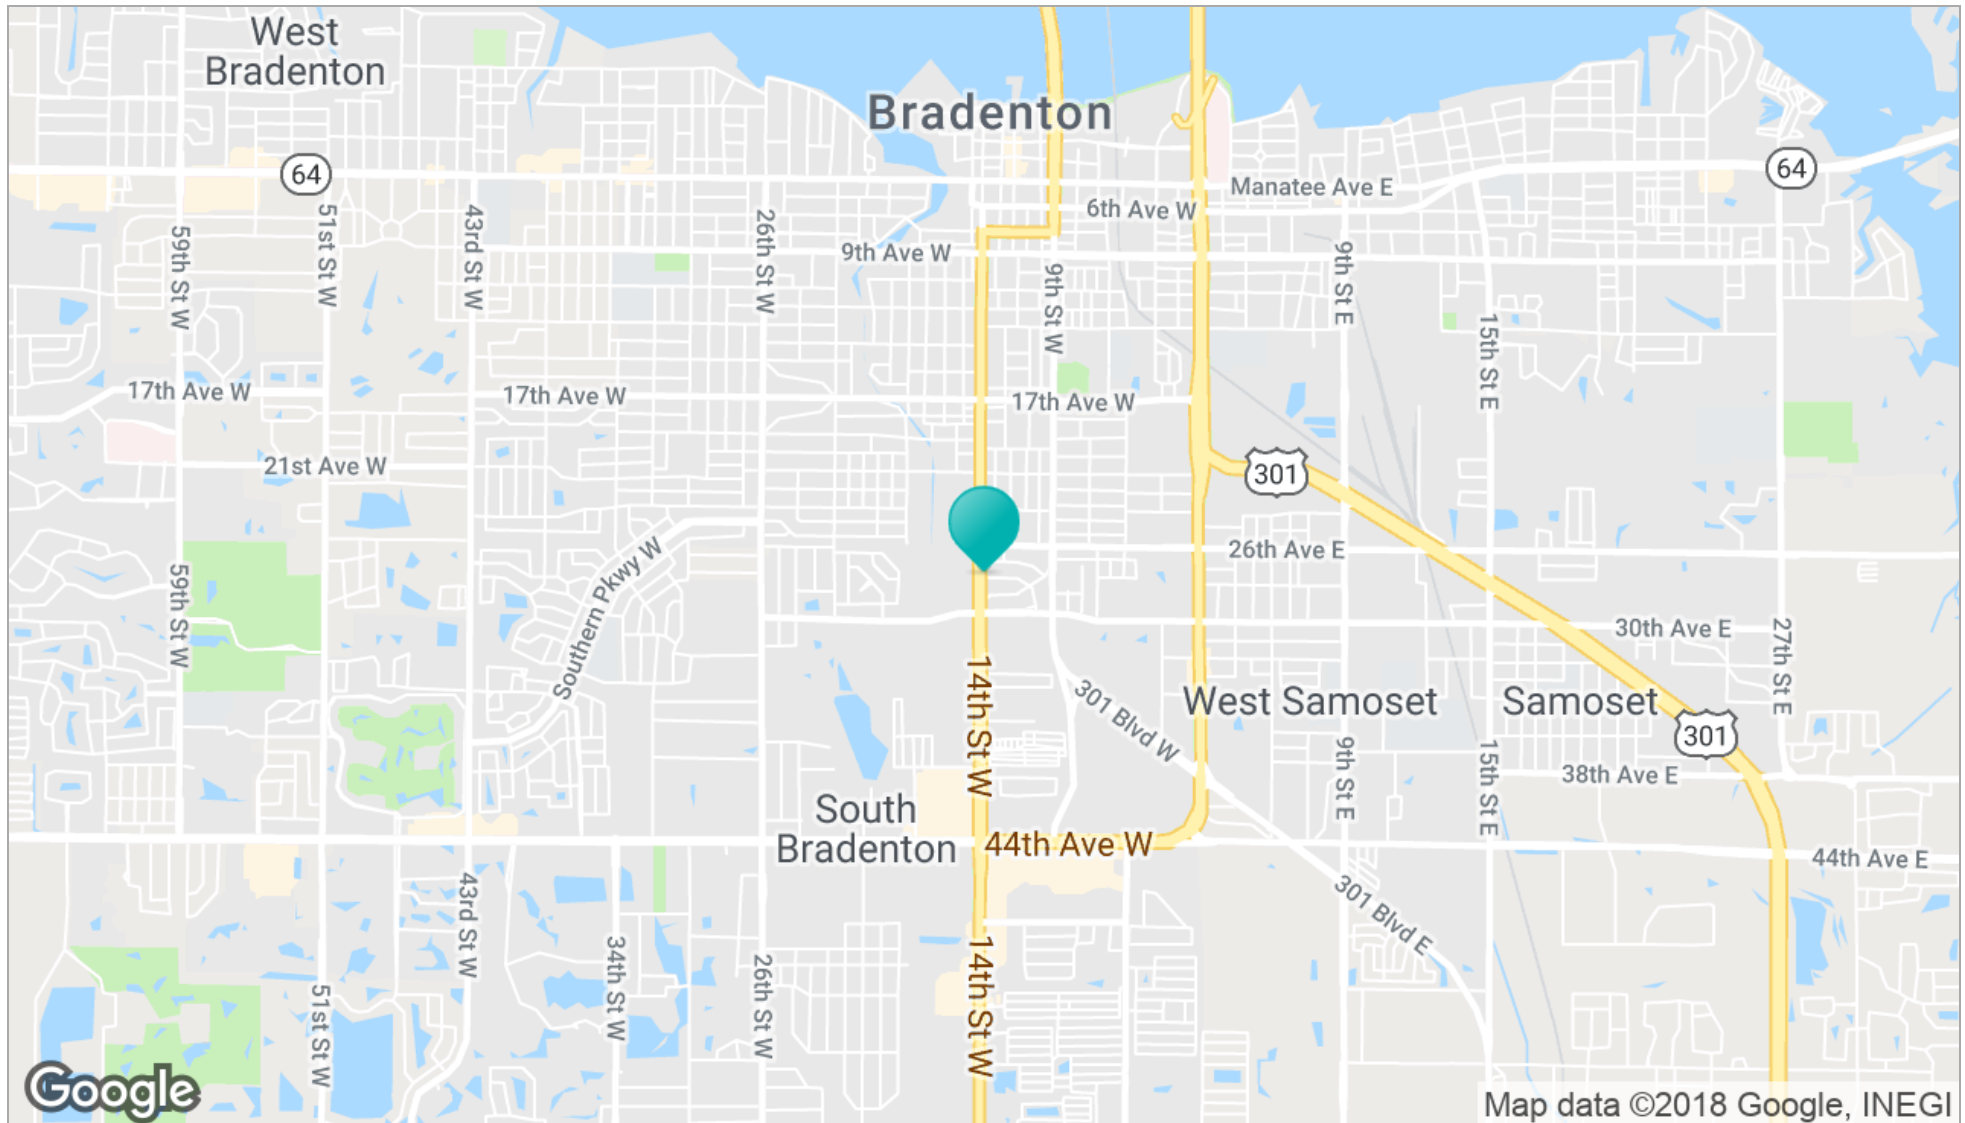 West
Bradenton
Bradenton
64
64
Manatee Ave E
6th Ave W
59th St W
51st St W
43rd St W
26th St W
9th Ave W
9th St W
9th St E
15th St E
17th Ave W
17th Ave W
17th Ave W
21st Ave W
301
26th Ave E
59th St W
Southern Pkwy W
30th Ave E
27th St E
14th St W
301 Blvd W
West Samoset
Samoset
301
9th St E
15th St E
38th Ave E
South
Bradenton
44th Ave W
44th Ave E
43rd St W
301 Blvd E
34th St W
26th St W
14th St W
51st St W
Google
Map data ©2018 Google, INEGI